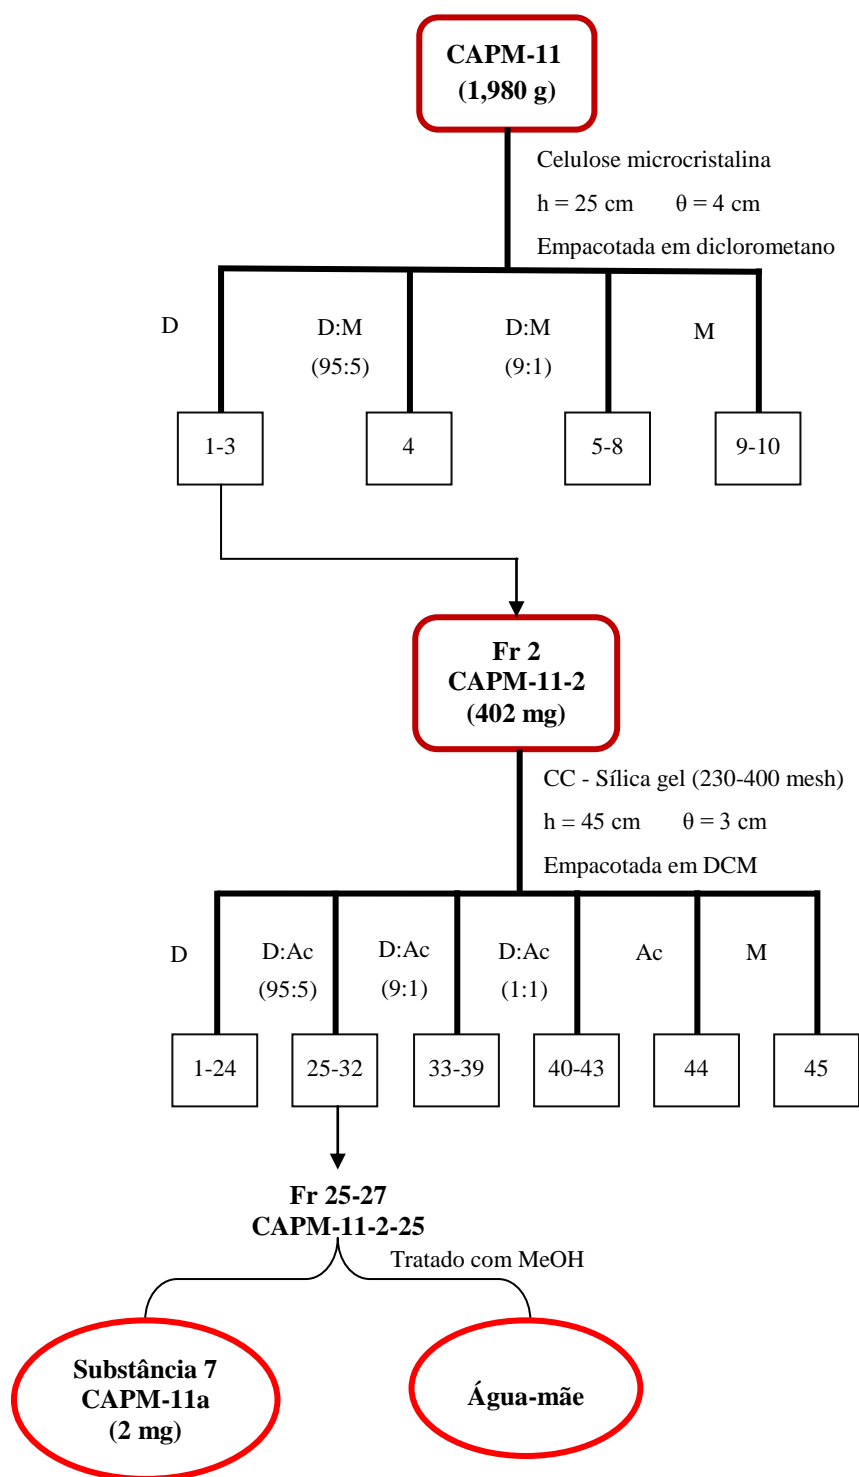 CAPM-11
(1,980 g)
Celulose microcristalina
h = 25 cm θ = 4 cm
Empacotada em diclorometano
D
D:M
(95:5)
D:M
(9:1)
M
1-3
4
5-8
9-10
Fr 2
CAPM-11-2
(402 mg)
CC - Sílica gel (230-400 mesh)
h = 45 cm θ = 3 cm
Empacotada em DCM
D
D:Ac
(95:5)
D:Ac
(9:1)
D:Ac
(1:1)
Ac
M
1-24
25-32
33-39
40-43
44
45
Fr 25-27
CAPM-11-2-25
Tratado com MeOH
Substância 7
CAPM-11a
(2 mg)
Água-mãe